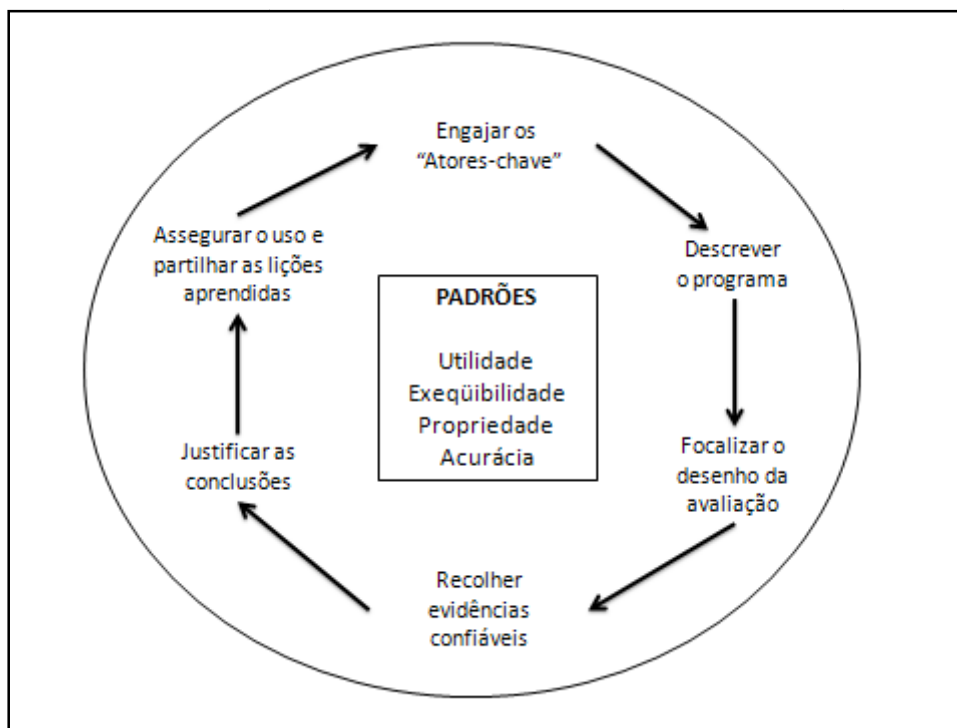 Engajar os
“Atores-chave”
Descrever
o programa
Focalizar o
desenho da
avaliação
Recolher
evidências
confiáveis
Justificar as
conclusões
Assegurar o uso e
partilhar as lições
aprendidas
PADRÕES
Utilidade
Exeqüibilidade
Propriedade
Acurácia